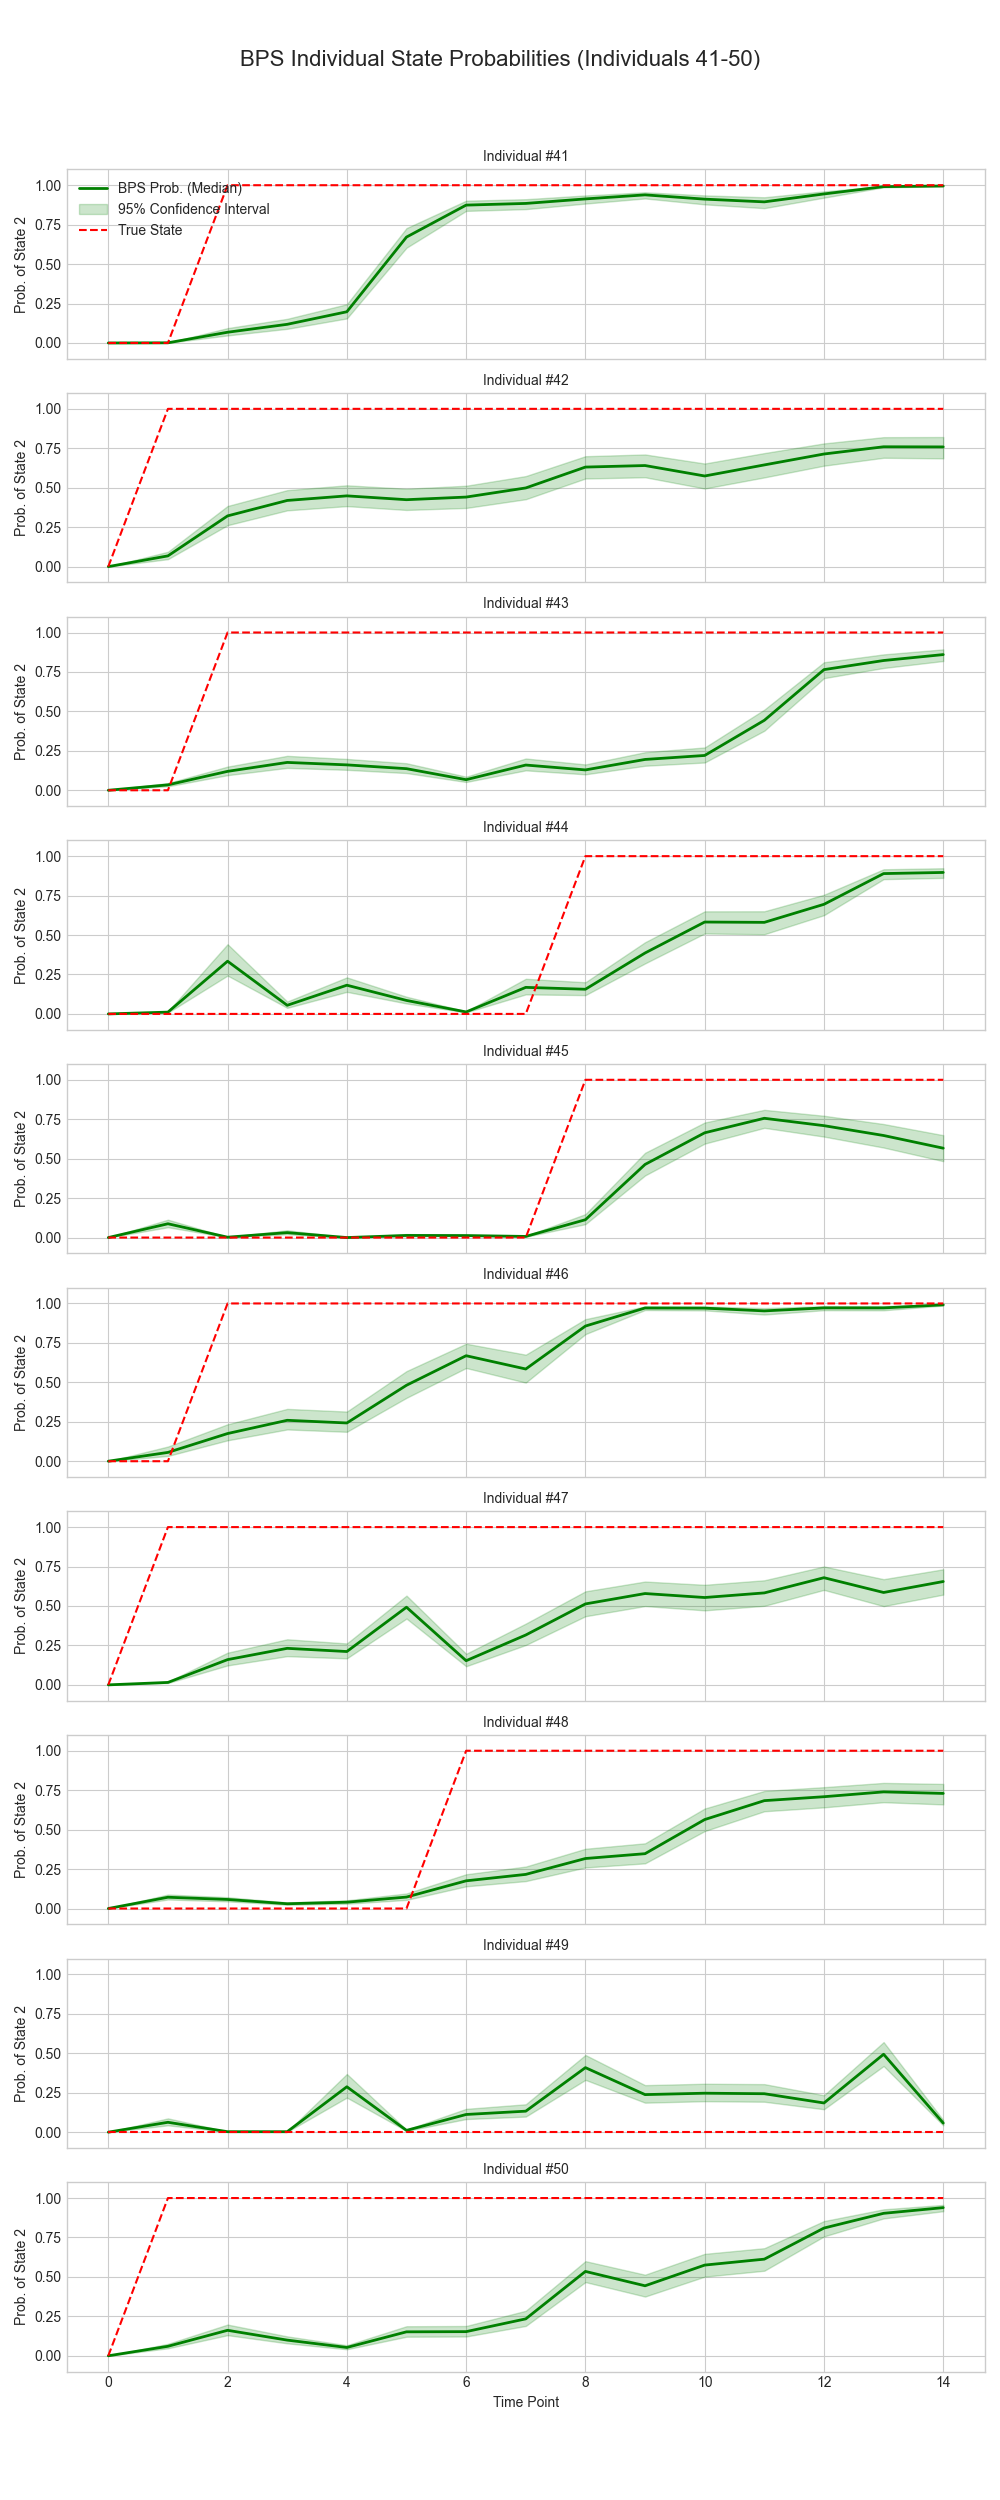 BPS Individual State Probabilities (Individuals 41-50)
Individual #41
Prob. of State 2
1.00
0.75
0.50
0.25
0.00
BPS Prob. (Median)
95% Confidence Interval
True State
Individual #42
Prob. of State 2
1.00
0.75
0.50
0.25
0.00
Individual #43
Prob. of State 2
1.00
0.75
0.50
0.25
0.00
Individual #44
Prob. of State 2
1.00
0.75
0.50
0.25
0.00
Individual #45
Prob. of State 2
1.00
0.75
0.50
0.25
0.00
Individual #46
Prob. of State 2
1.00
0.75
0.50
0.25
0.00
Individual #47
Prob. of State 2
1.00
0.75
0.50
0.25
0.00
Individual #48
Prob. of State 2
1.00
0.75
0.50
0.25
0.00
Individual #49
Prob. of State 2
1.00
0.75
0.50
0.25
0.00
Individual #50
Prob. of State 2
1.00
0.75
0.50
0.25
0.00
0 2 4 6 8 10 12 14
Time Point